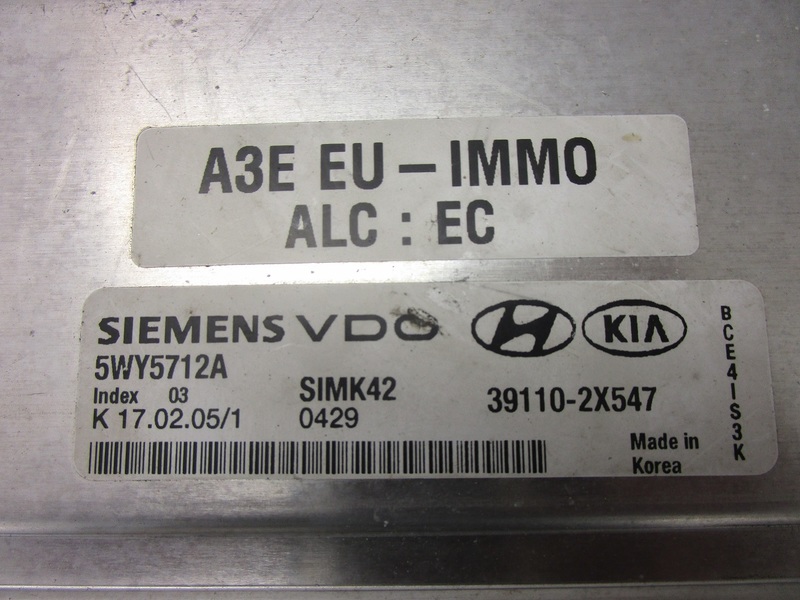 A3E EU – IMMO
ALC : EC
SIEMENS VDO
KIA
5WY5712A
Index 03
SIMK42
39110-2X547
K 17.02.05/1
0429
Made in
Korea
BCE4IS3K